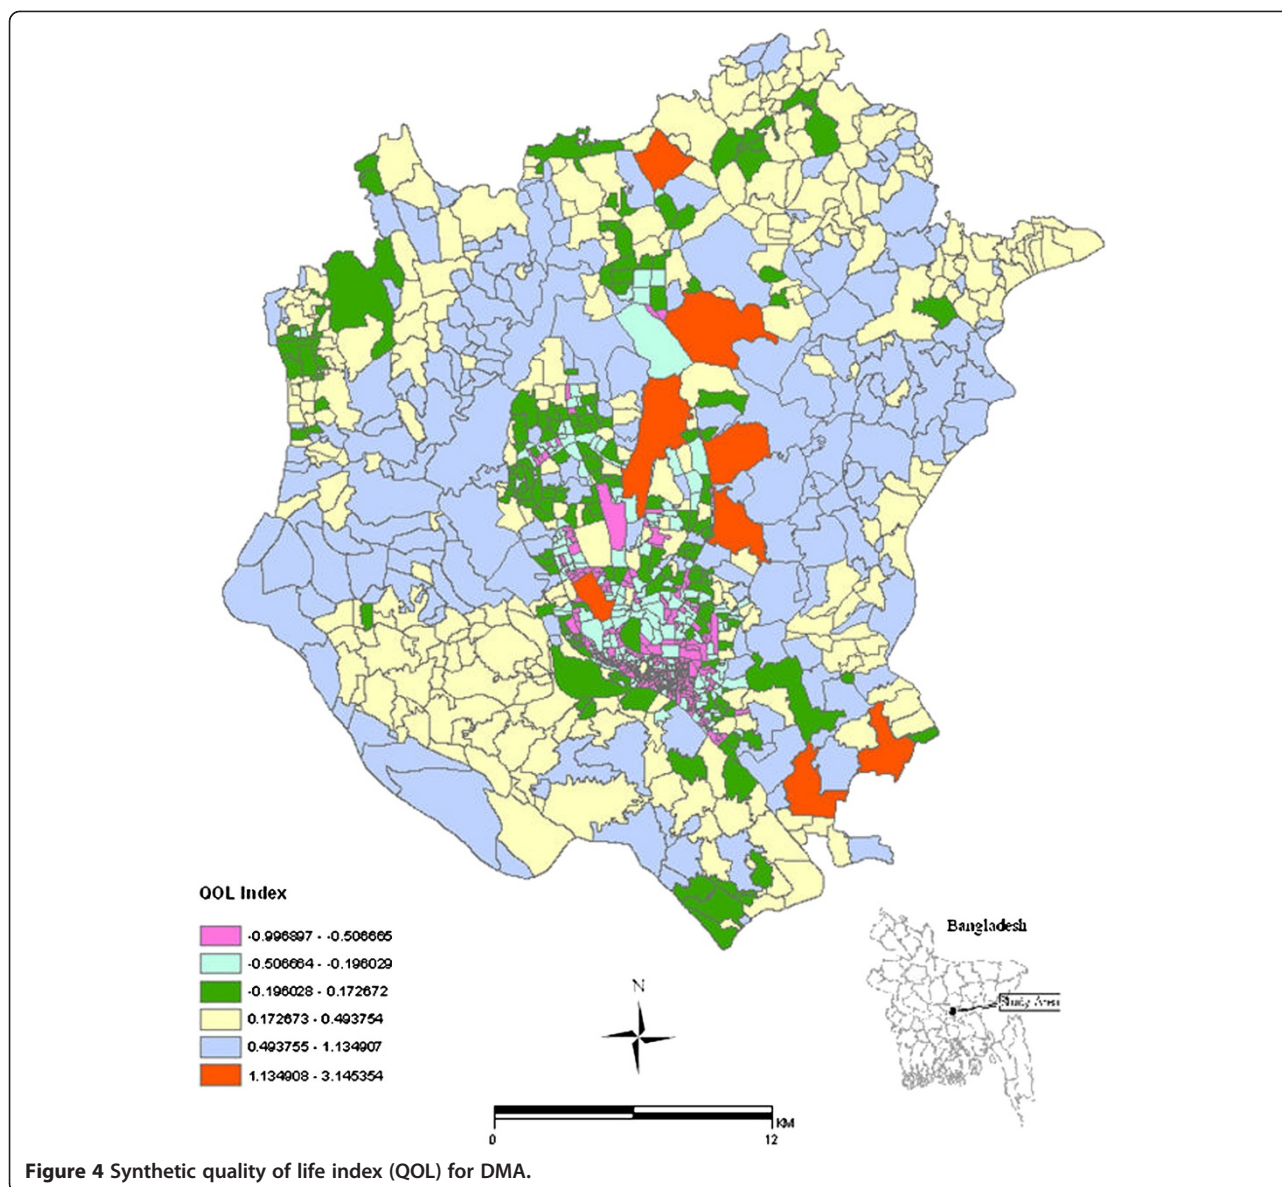 QOL Index
-0.996897 - -0.506665
-0.506664 - -0.196029
-0.196028 - 0.172672
0.172673 - 0.493754
0.493755 - 1.134907
1.134908 - 3.145354
N
0 12 KM
Bangladesh
Study Area
Figure 4 Synthetic quality of life index (QOL) for DMA.